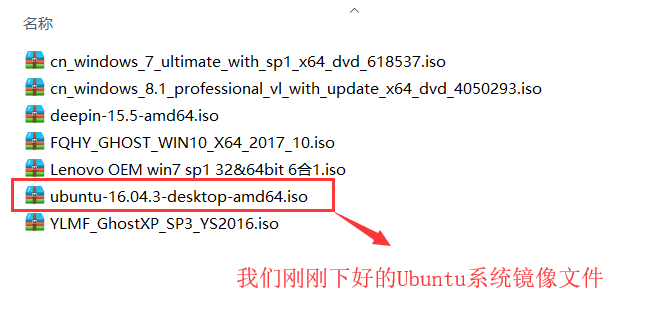 名称
cn_windows_7_ultimate_with_sp1_x64_dvd_618537.iso
cn_windows_8.1_professional_vl_with_update_x64_dvd_4050293.iso
deepin-15.5-amd64.iso
FQHY_GHOST_WIN10_X64_2017_10.iso
Lenovo OEM win7 sp1 32&64bit 6合1.iso
ubuntu-16.04.3-desktop-amd64.iso
YLMF_GhostXP_SP3_YS2016.iso
我们刚刚下好的Ubuntu系统镜像文件